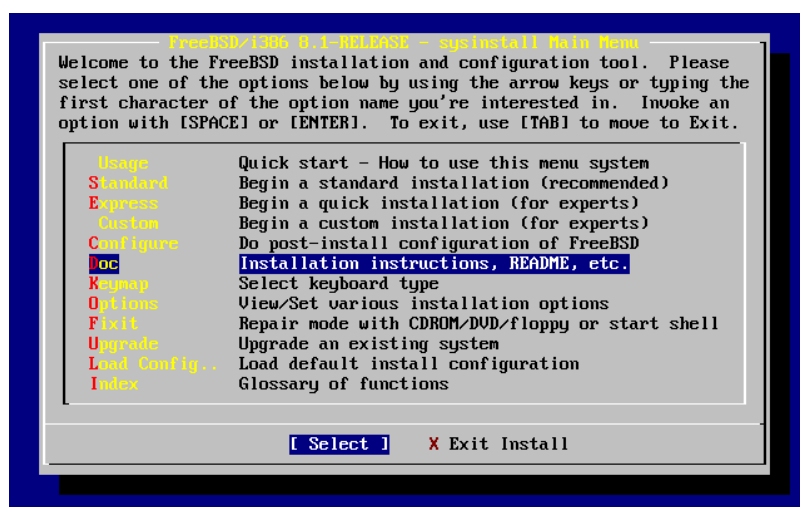 FreeBSD/i386 8.1-RELEASE - sysinstall Main Menu
Welcome to the FreeBSD installation and configuration tool.  Please
select one of the options below by using the arrow keys or typing the
first character of the option name you're interested in.  Invoke an
option with [SPACE] or [ENTER].  To exit, use [TAB] to move to Exit.
Usage Quick start - How to use this menu system
Standard Begin a standard installation (recommended)
Express Begin a quick installation (for experts)
Custom Begin a custom installation (for experts)
Configure Do post-install configuration of FreeBSD
Doc Installation instructions, README, etc.
Keymap Select keyboard type
Options View/Set various installation options
Fixit Repair mode with CDROM/DVD/floppy or start shell
Upgrade Upgrade an existing system
Load Config.. Load default install configuration
Index Glossary of functions
[ Select ] X Exit Install